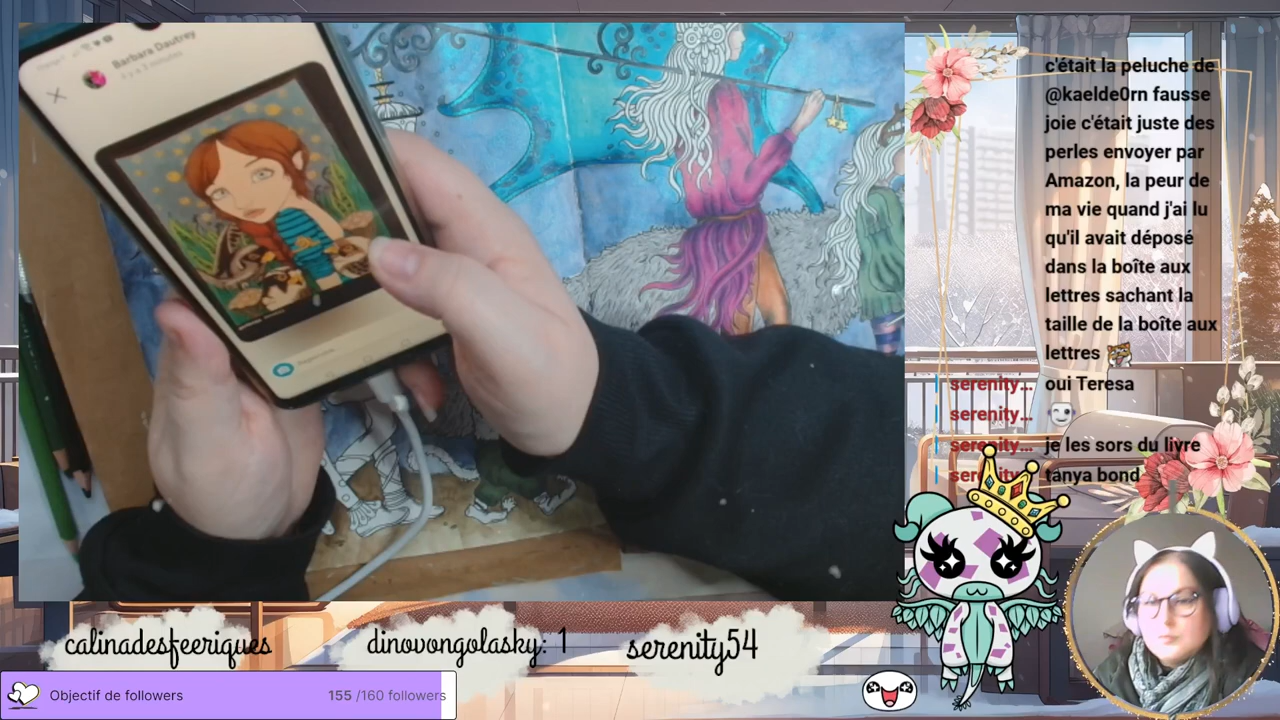 Barbara Dautrey
il y a 3 minutes
c'était la peluche de
@kaelde0rn fausse
joie c'était juste des
perles envoyer par
Amazon, la peur de
ma vie quand j'ai lu
qu'il avait déposé
dans la boîte aux
lettres sachant la
taille de la boîte aux
lettres
serenity... oui Teresa
serenity...
serenity... je les sors du livre
tanya bond
calinadesfeeriques
dinovongolasky: 1
serenity54
Objectif de followers
155 /160 followers